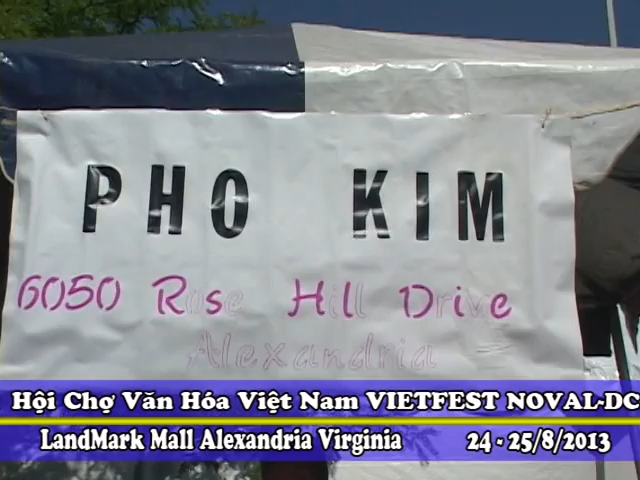 PHO KIM
6050 Rose Hill Drive
Alexandria
Hội Chợ Văn Hóa Việt Nam VIETFEST NOVAL-DC
LandMark Mall Alexandria Virginia 24 - 25/8/2013